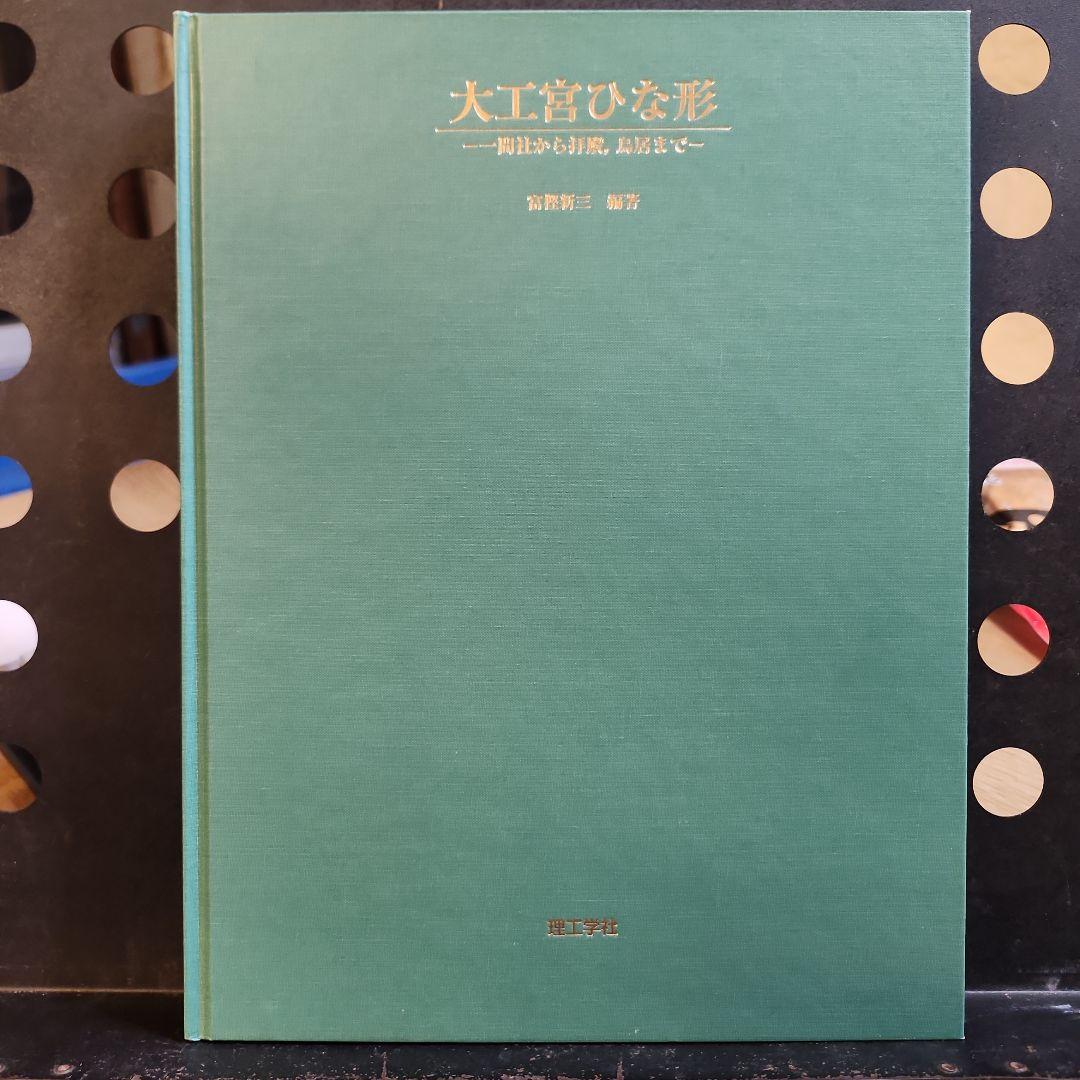 大工宮ひな形
―一間社から拝殿，鳥居まで―
富樫新三 編著
理工学社